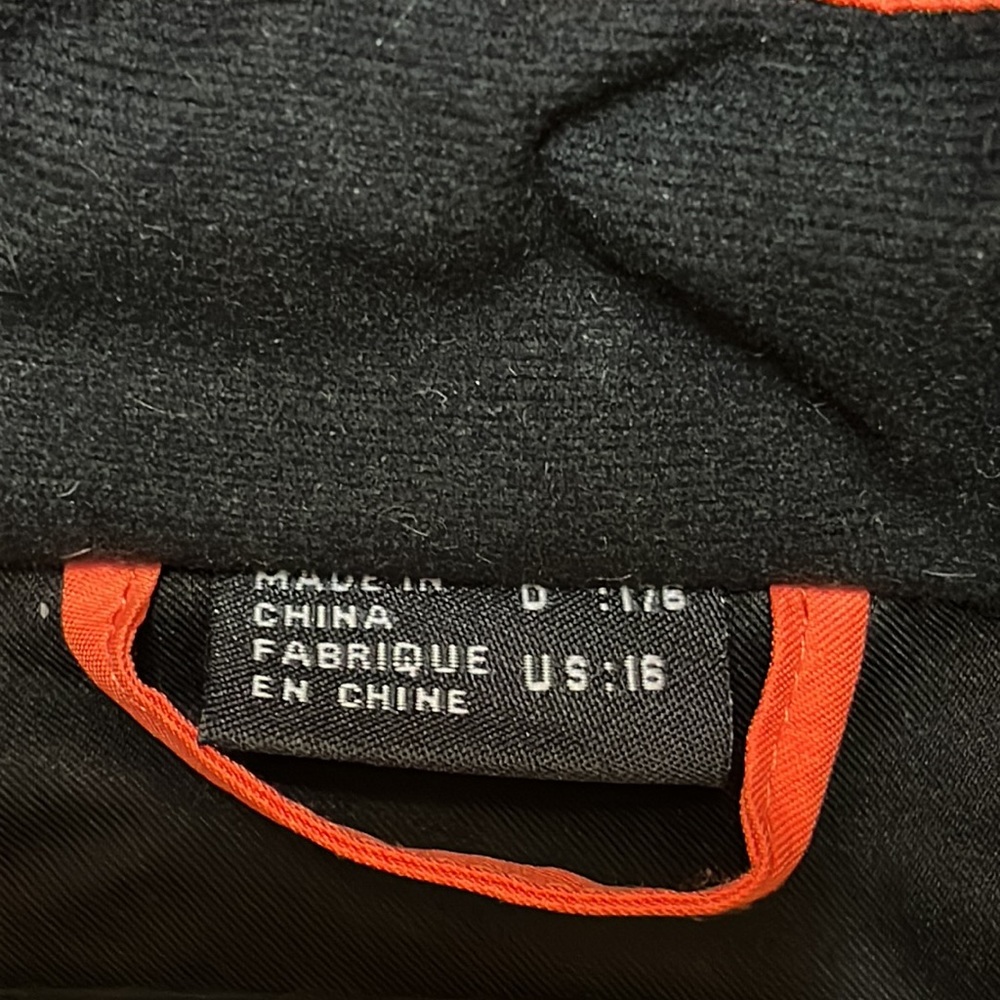 MADE IN
CHINA
FABRIQUE
EN CHINE
D :176
US:16